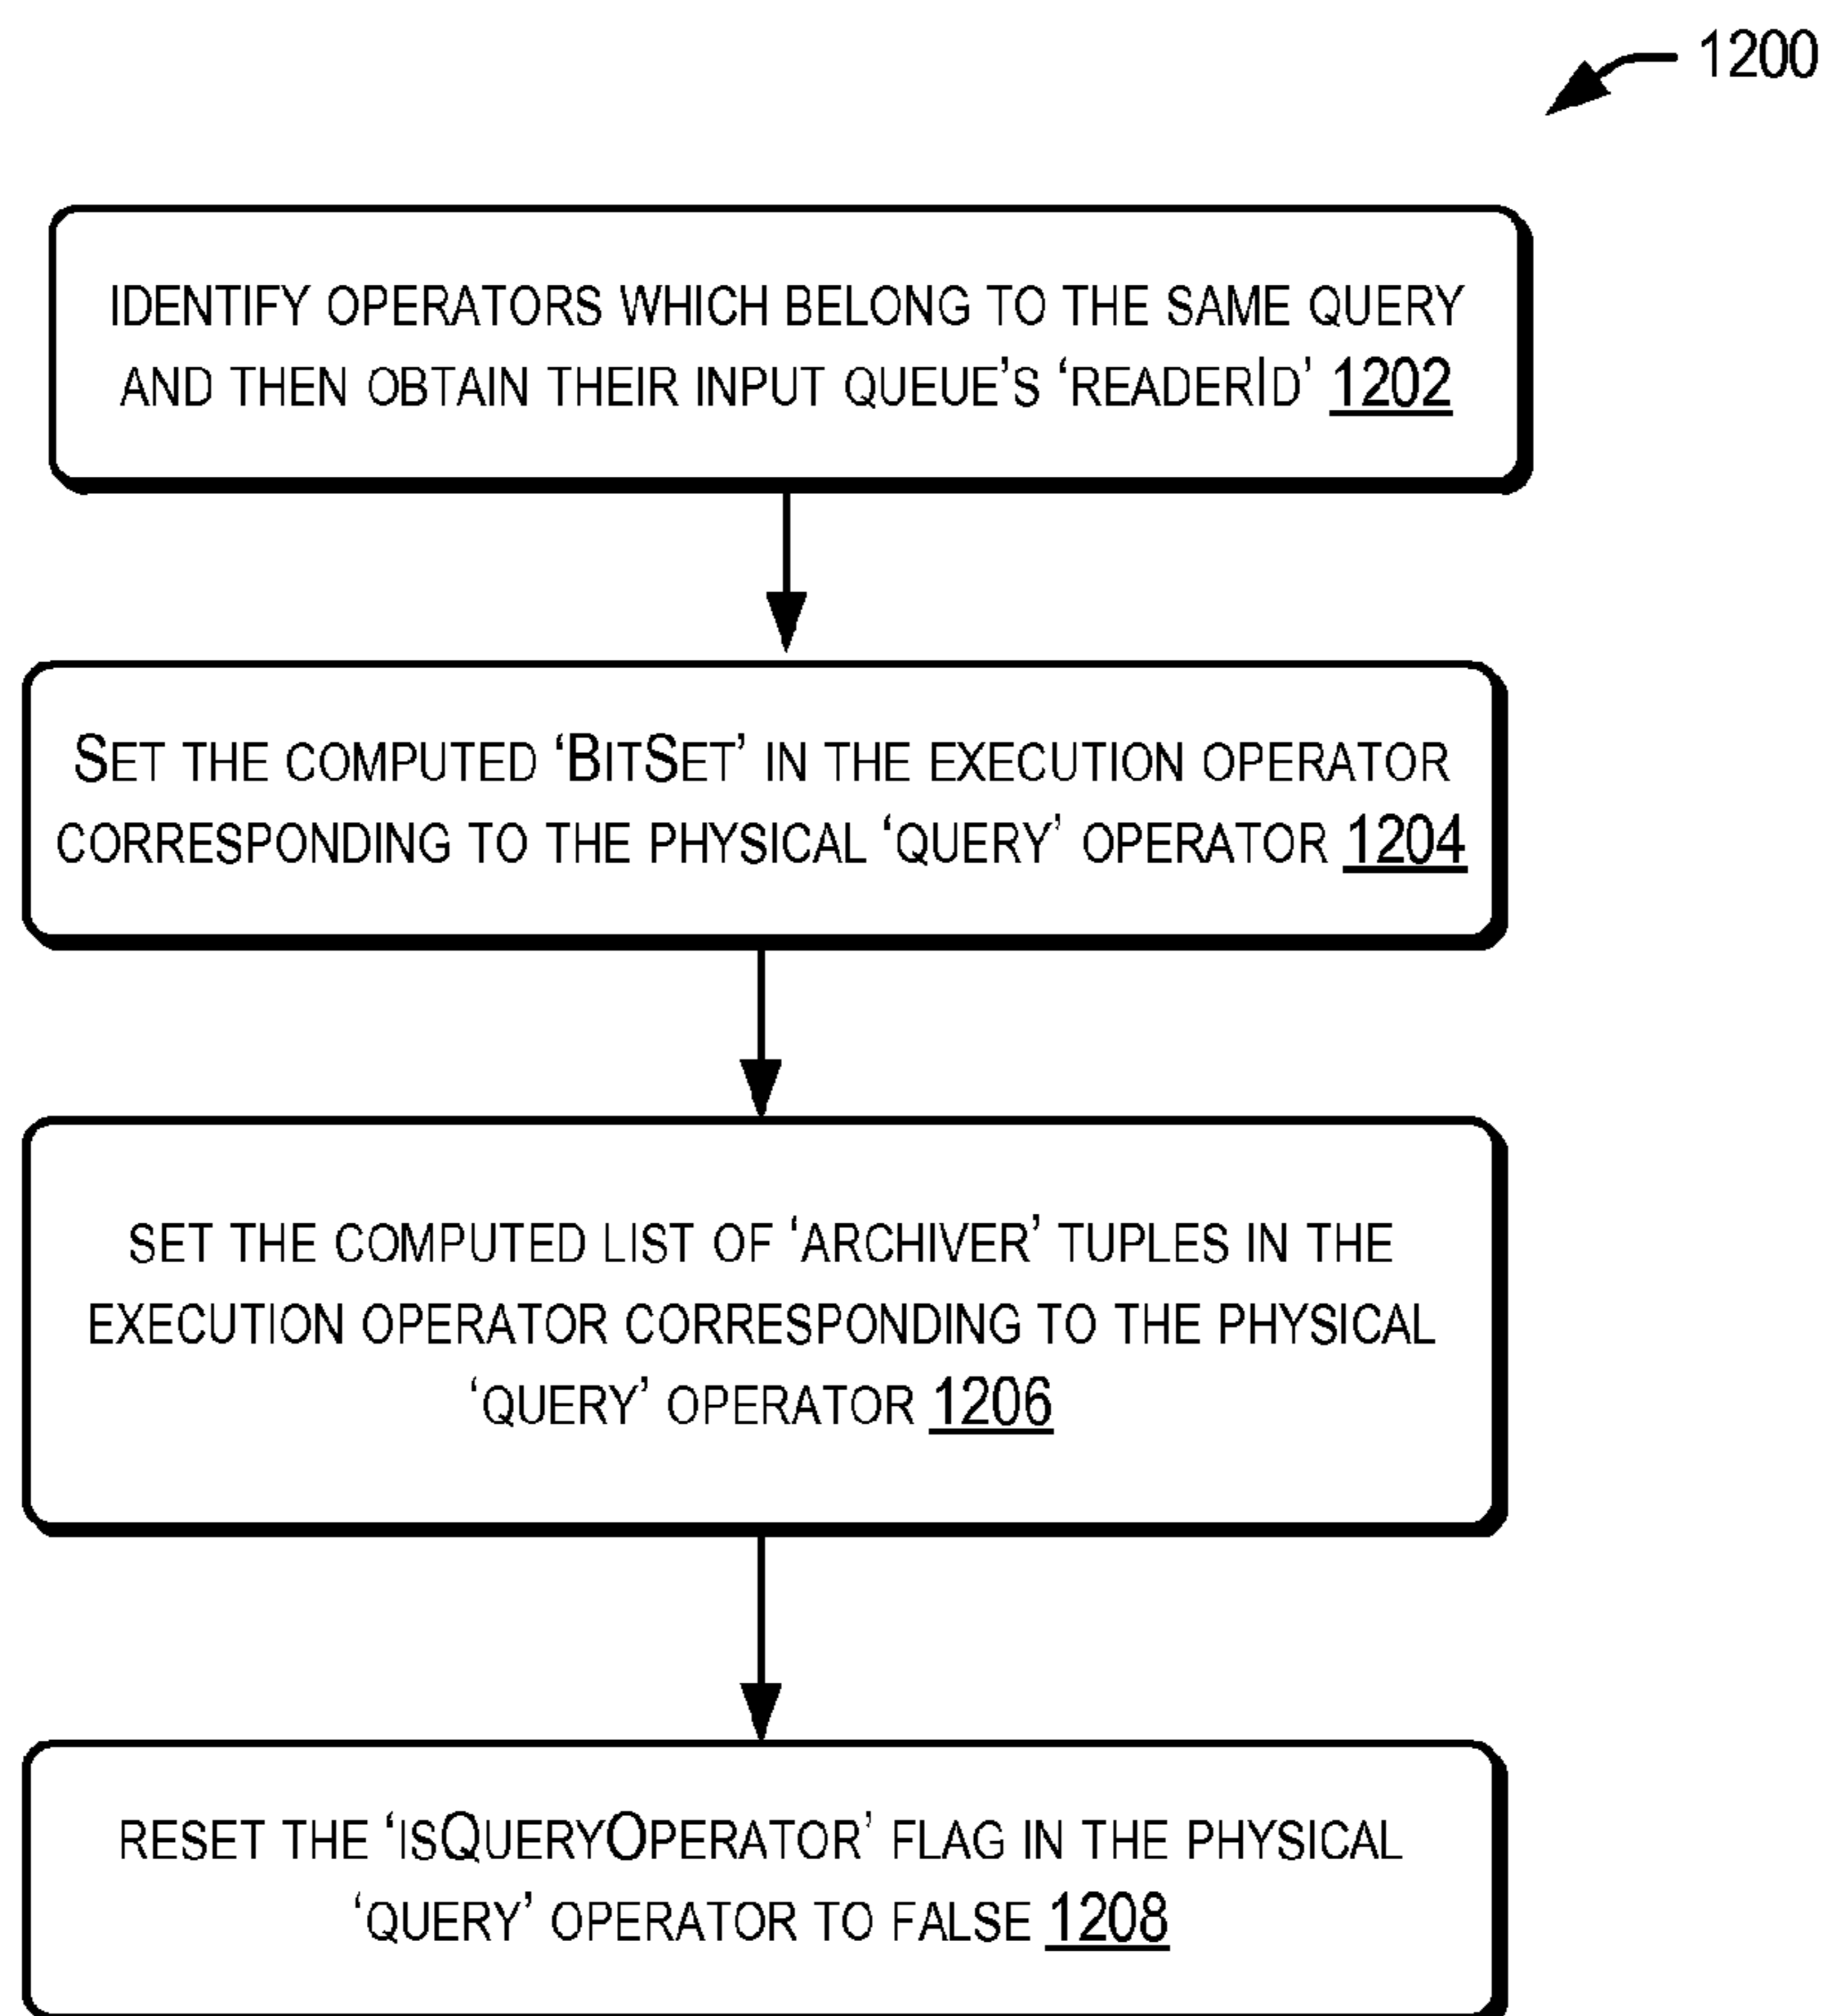 1200
IDENTIFY OPERATORS WHICH BELONG TO THE SAME QUERY
AND THEN OBTAIN THEIR INPUT QUEUE’S ‘READERID’ 1202
SET THE COMPUTED ‘BITSET’ IN THE EXECUTION OPERATOR
CORRESPONDING TO THE PHYSICAL ‘QUERY’ OPERATOR 1204
SET THE COMPUTED LIST OF ‘ARCHIVER’ TUPLES IN THE
EXECUTION OPERATOR CORRESPONDING TO THE PHYSICAL
‘QUERY’ OPERATOR 1206
RESET THE ‘ISQUERYOPERATOR’ FLAG IN THE PHYSICAL
‘QUERY’ OPERATOR TO FALSE 1208